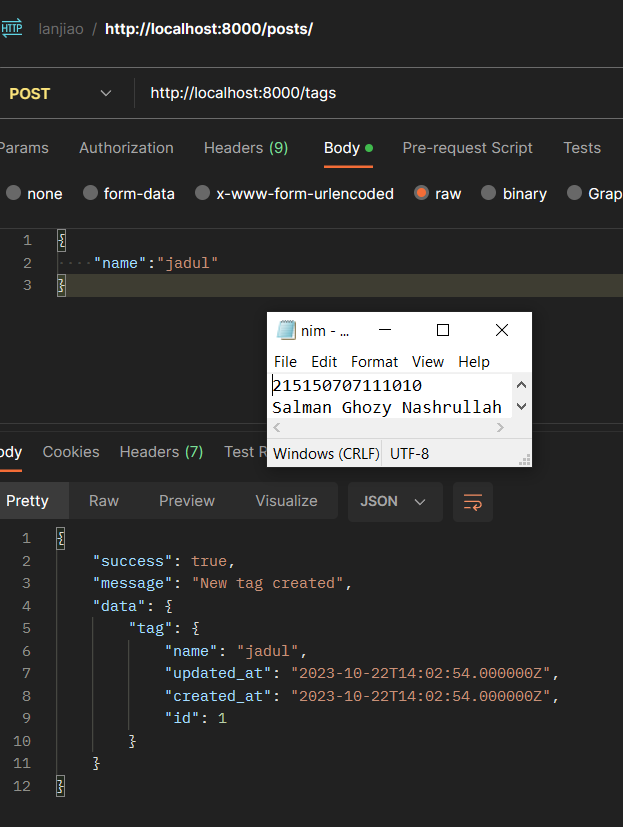 HTTP lanjiao / http://localhost:8000/posts/
POST http://localhost:8000/tags
Params Authorization Headers (9) Body Pre-request Script Tests
none form-data x-www-form-urlencoded raw binary Grap
1 {
2 ····"name":"jadul"
3 }
nim - ...
File Edit Format View Help
215150707111010
Salman Ghozy Nashrullah
Windows (CRLF) UTF-8
ody Cookies Headers (7) Test R
Pretty Raw Preview Visualize JSON
1 {
2 "success": true,
3 "message": "New tag created",
4 "data": {
5 "tag": {
6 "name": "jadul",
7 "updated_at": "2023-10-22T14:02:54.000000Z",
8 "created_at": "2023-10-22T14:02:54.000000Z",
9 "id": 1
10 }
11 }
12 }